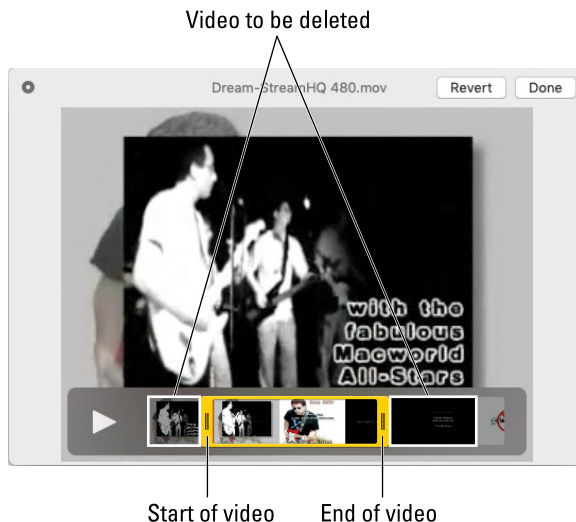 Video to be deleted
Dream-StreamHQ 480.mov
Revert
Done
with the
fabulous
Macworld
All-Stars
Start of video
End of video